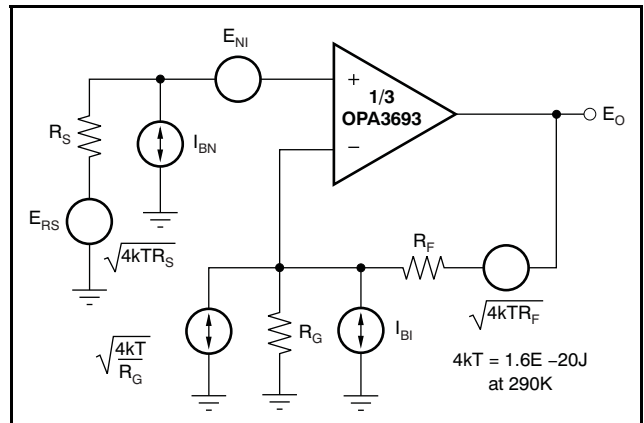 E_NI
+
1/3
OPA3693
−
E_O
R_S
I_BN
E_RS
√4kTR_S
R_F
√4kTR_F
√4kT/R_G
R_G
I_BI
4kT = 1.6E −20J
at 290K